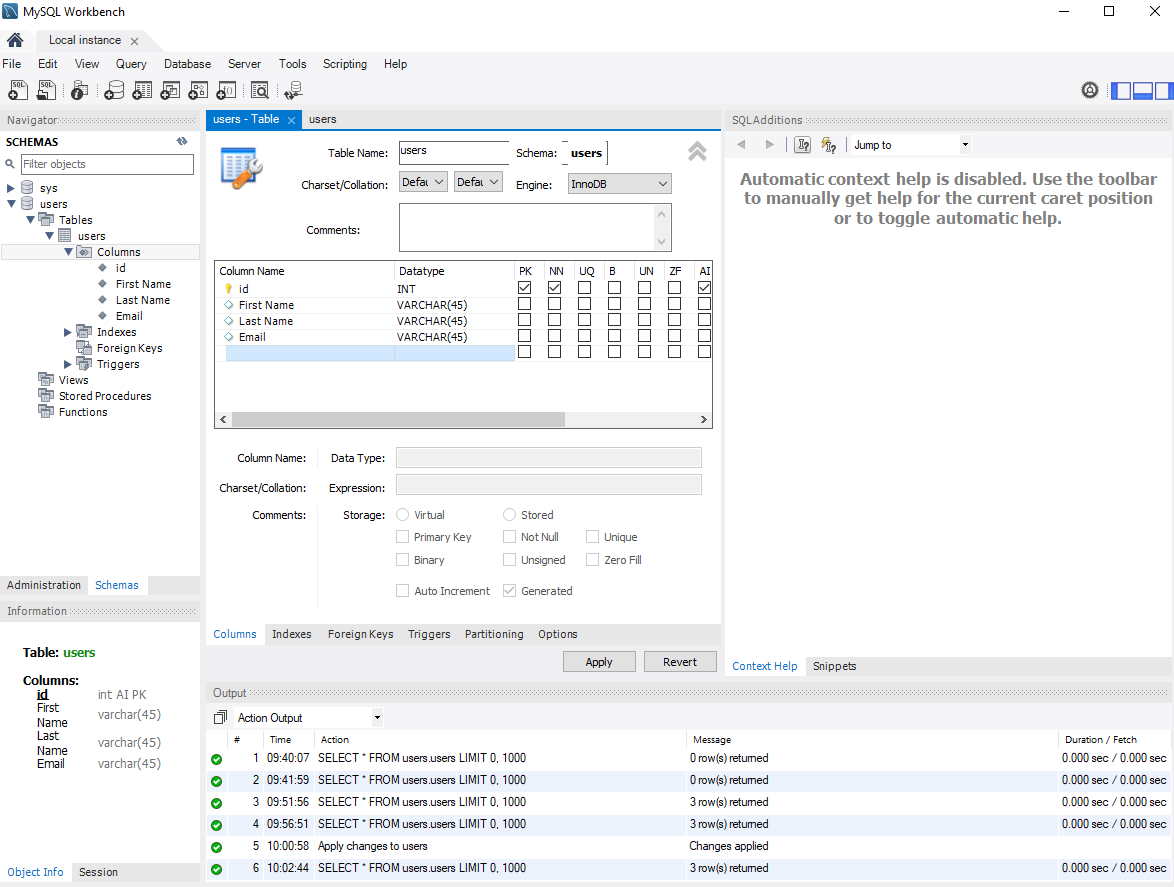 MySQL Workbench
Local instance
File Edit View Query Database Server Tools Scripting Help
Navigator
SCHEMAS
Filter objects
sys
users
Tables
users
Columns
id
First Name
Last Name
Email
Indexes
Foreign Keys
Triggers
Views
Stored Procedures
Functions
Administration Schemas
Information
Table: users
Columns:
id int AI PK
First Name varchar(45)
Last Name varchar(45)
Email varchar(45)
Object Info Session
users - Table users
Table Name: users Schema: users
Charset/Collation: Defau Defau Engine: InnoDB
Comments:
Column Name Datatype PK NN UQ B UN ZF AI
id INT
First Name VARCHAR(45)
Last Name VARCHAR(45)
Email VARCHAR(45)
Column Name: Data Type:
Charset/Collation: Expression:
Comments: Storage: Virtual Stored
Primary Key Not Null Unique
Binary Unsigned Zero Fill
Auto Increment Generated
Columns Indexes Foreign Keys Triggers Partitioning Options
Apply Revert
SQLAdditions
Jump to
Automatic context help is disabled. Use the toolbar
to manually get help for the current caret position
or to toggle automatic help.
Context Help Snippets
Output
Action Output
# Time Action Message Duration / Fetch
1 09:40:07 SELECT * FROM users.users LIMIT 0, 1000 0 row(s) returned 0.000 sec / 0.000 sec
2 09:41:59 SELECT * FROM users.users LIMIT 0, 1000 0 row(s) returned 0.000 sec / 0.000 sec
3 09:51:56 SELECT * FROM users.users LIMIT 0, 1000 3 row(s) returned 0.000 sec / 0.000 sec
4 09:56:51 SELECT * FROM users.users LIMIT 0, 1000 3 row(s) returned 0.000 sec / 0.000 sec
5 10:00:58 Apply changes to users Changes applied
6 10:02:44 SELECT * FROM users.users LIMIT 0, 1000 3 row(s) returned 0.000 sec / 0.000 sec